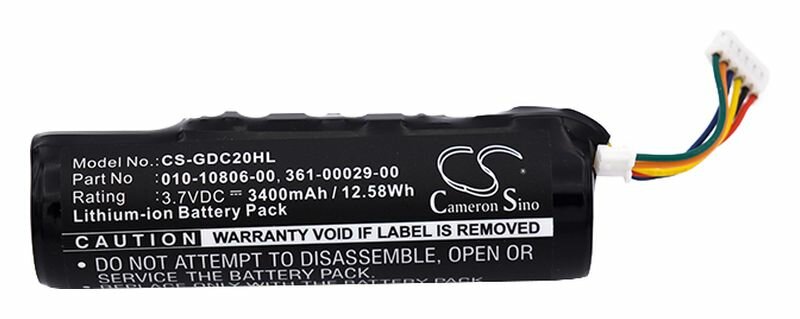 Model No.: CS-GDC20HL
Part No : 010-10806-00, 361-00029-00
Rating : 3.7VDC ⎓ 3400mAh / 12.58Wh
Lithium-ion Battery Pack
CS
Cameron Sino
CAUTION WARRANTY VOID IF LABEL IS REMOVED
• DO NOT ATTEMPT TO DISASSEMBLE, OPEN OR
SERVICE THE BATTERY PACK.